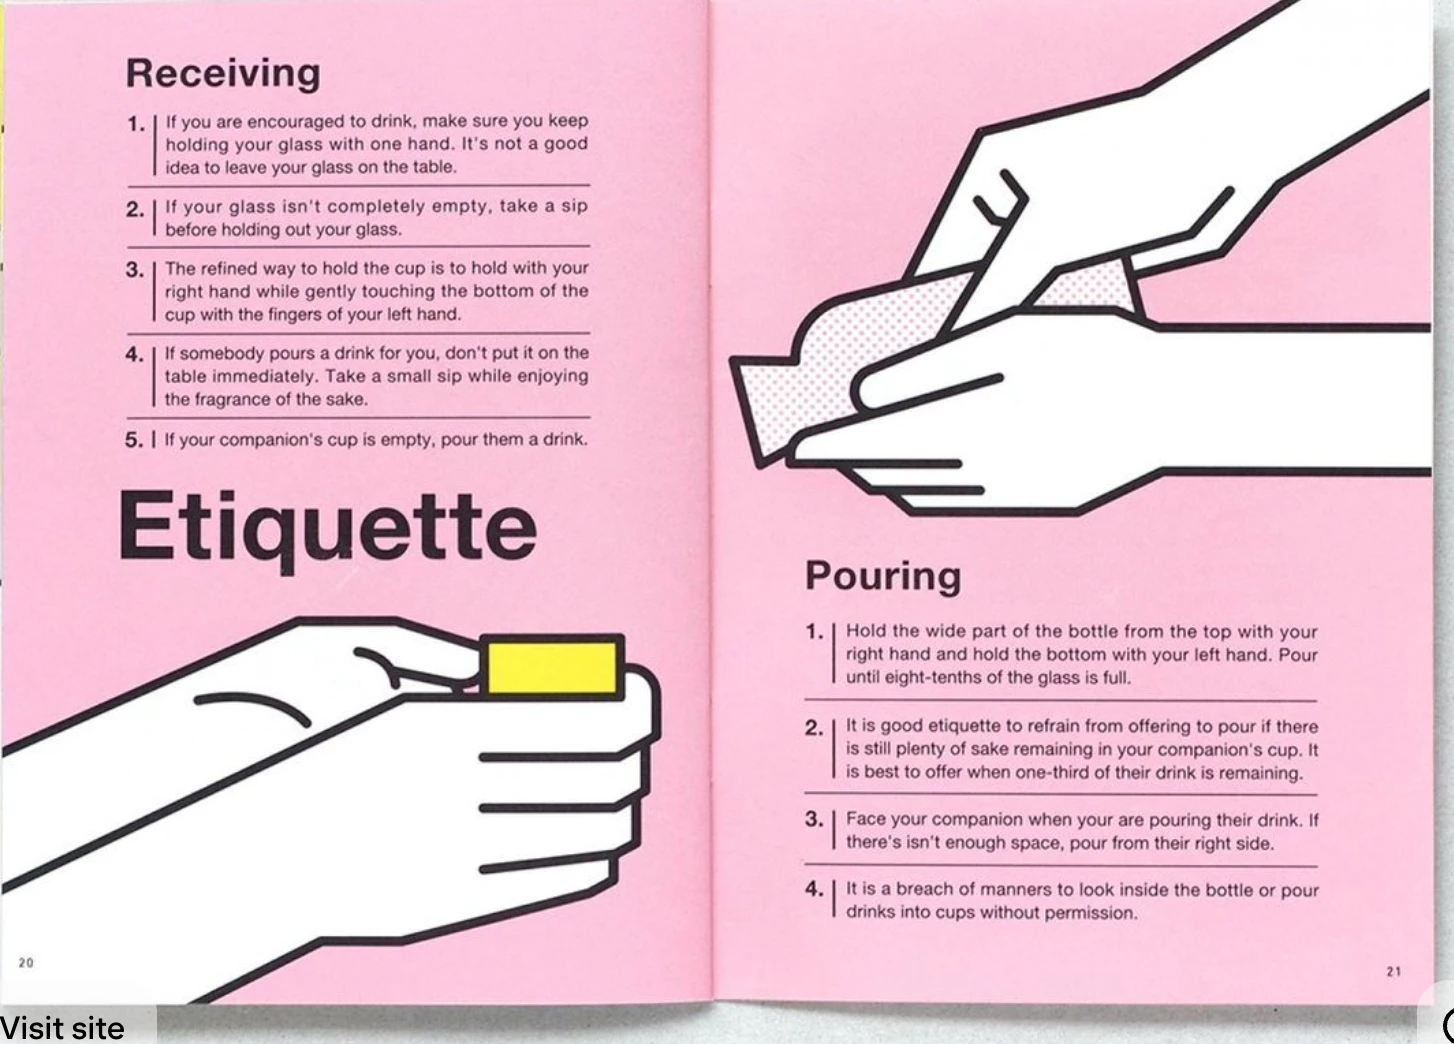 Receiving
1. If you are encouraged to drink, make sure you keep
holding your glass with one hand. It's not a good
idea to leave your glass on the table.
2. If your glass isn't completely empty, take a sip
before holding out your glass.
3. The refined way to hold the cup is to hold with your
right hand while gently touching the bottom of the
cup with the fingers of your left hand.
4. If somebody pours a drink for you, don't put it on the
table immediately. Take a small sip while enjoying
the fragrance of the sake.
5. If your companion's cup is empty, pour them a drink.
Etiquette
20
Pouring
1. Hold the wide part of the bottle from the top with your
right hand and hold the bottom with your left hand. Pour
until eight-tenths of the glass is full.
2. It is good etiquette to refrain from offering to pour if there
is still plenty of sake remaining in your companion's cup. It
is best to offer when one-third of their drink is remaining.
3. Face your companion when your are pouring their drink. If
there's isn't enough space, pour from their right side.
4. It is a breach of manners to look inside the bottle or pour
drinks into cups without permission.
21
Visit site